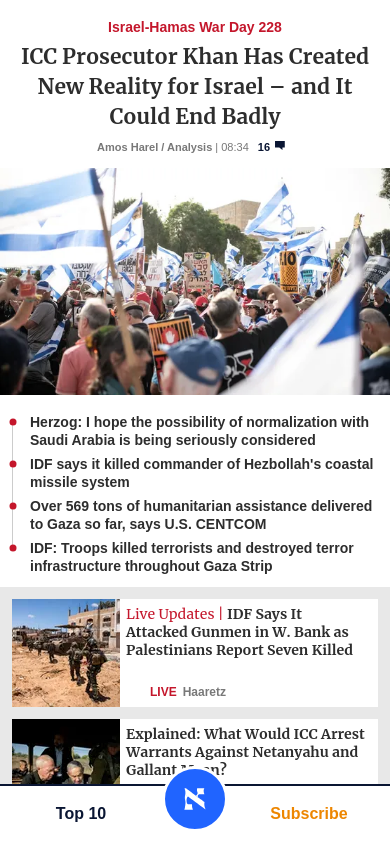 Israel-Hamas War Day 228
ICC Prosecutor Khan Has Created
New Reality for Israel – and It
Could End Badly
Amos Harel / Analysis | 08:34 16
Herzog: I hope the possibility of normalization with
Saudi Arabia is being seriously considered
IDF says it killed commander of Hezbollah's coastal
missile system
Over 569 tons of humanitarian assistance delivered
to Gaza so far, says U.S. CENTCOM
IDF: Troops killed terrorists and destroyed terror
infrastructure throughout Gaza Strip
Live Updates | IDF Says It
Attacked Gunmen in W. Bank as
Palestinians Report Seven Killed
LIVE Haaretz
Explained: What Would ICC Arrest
Warrants Against Netanyahu and
Gallant
Top 10
Subscribe